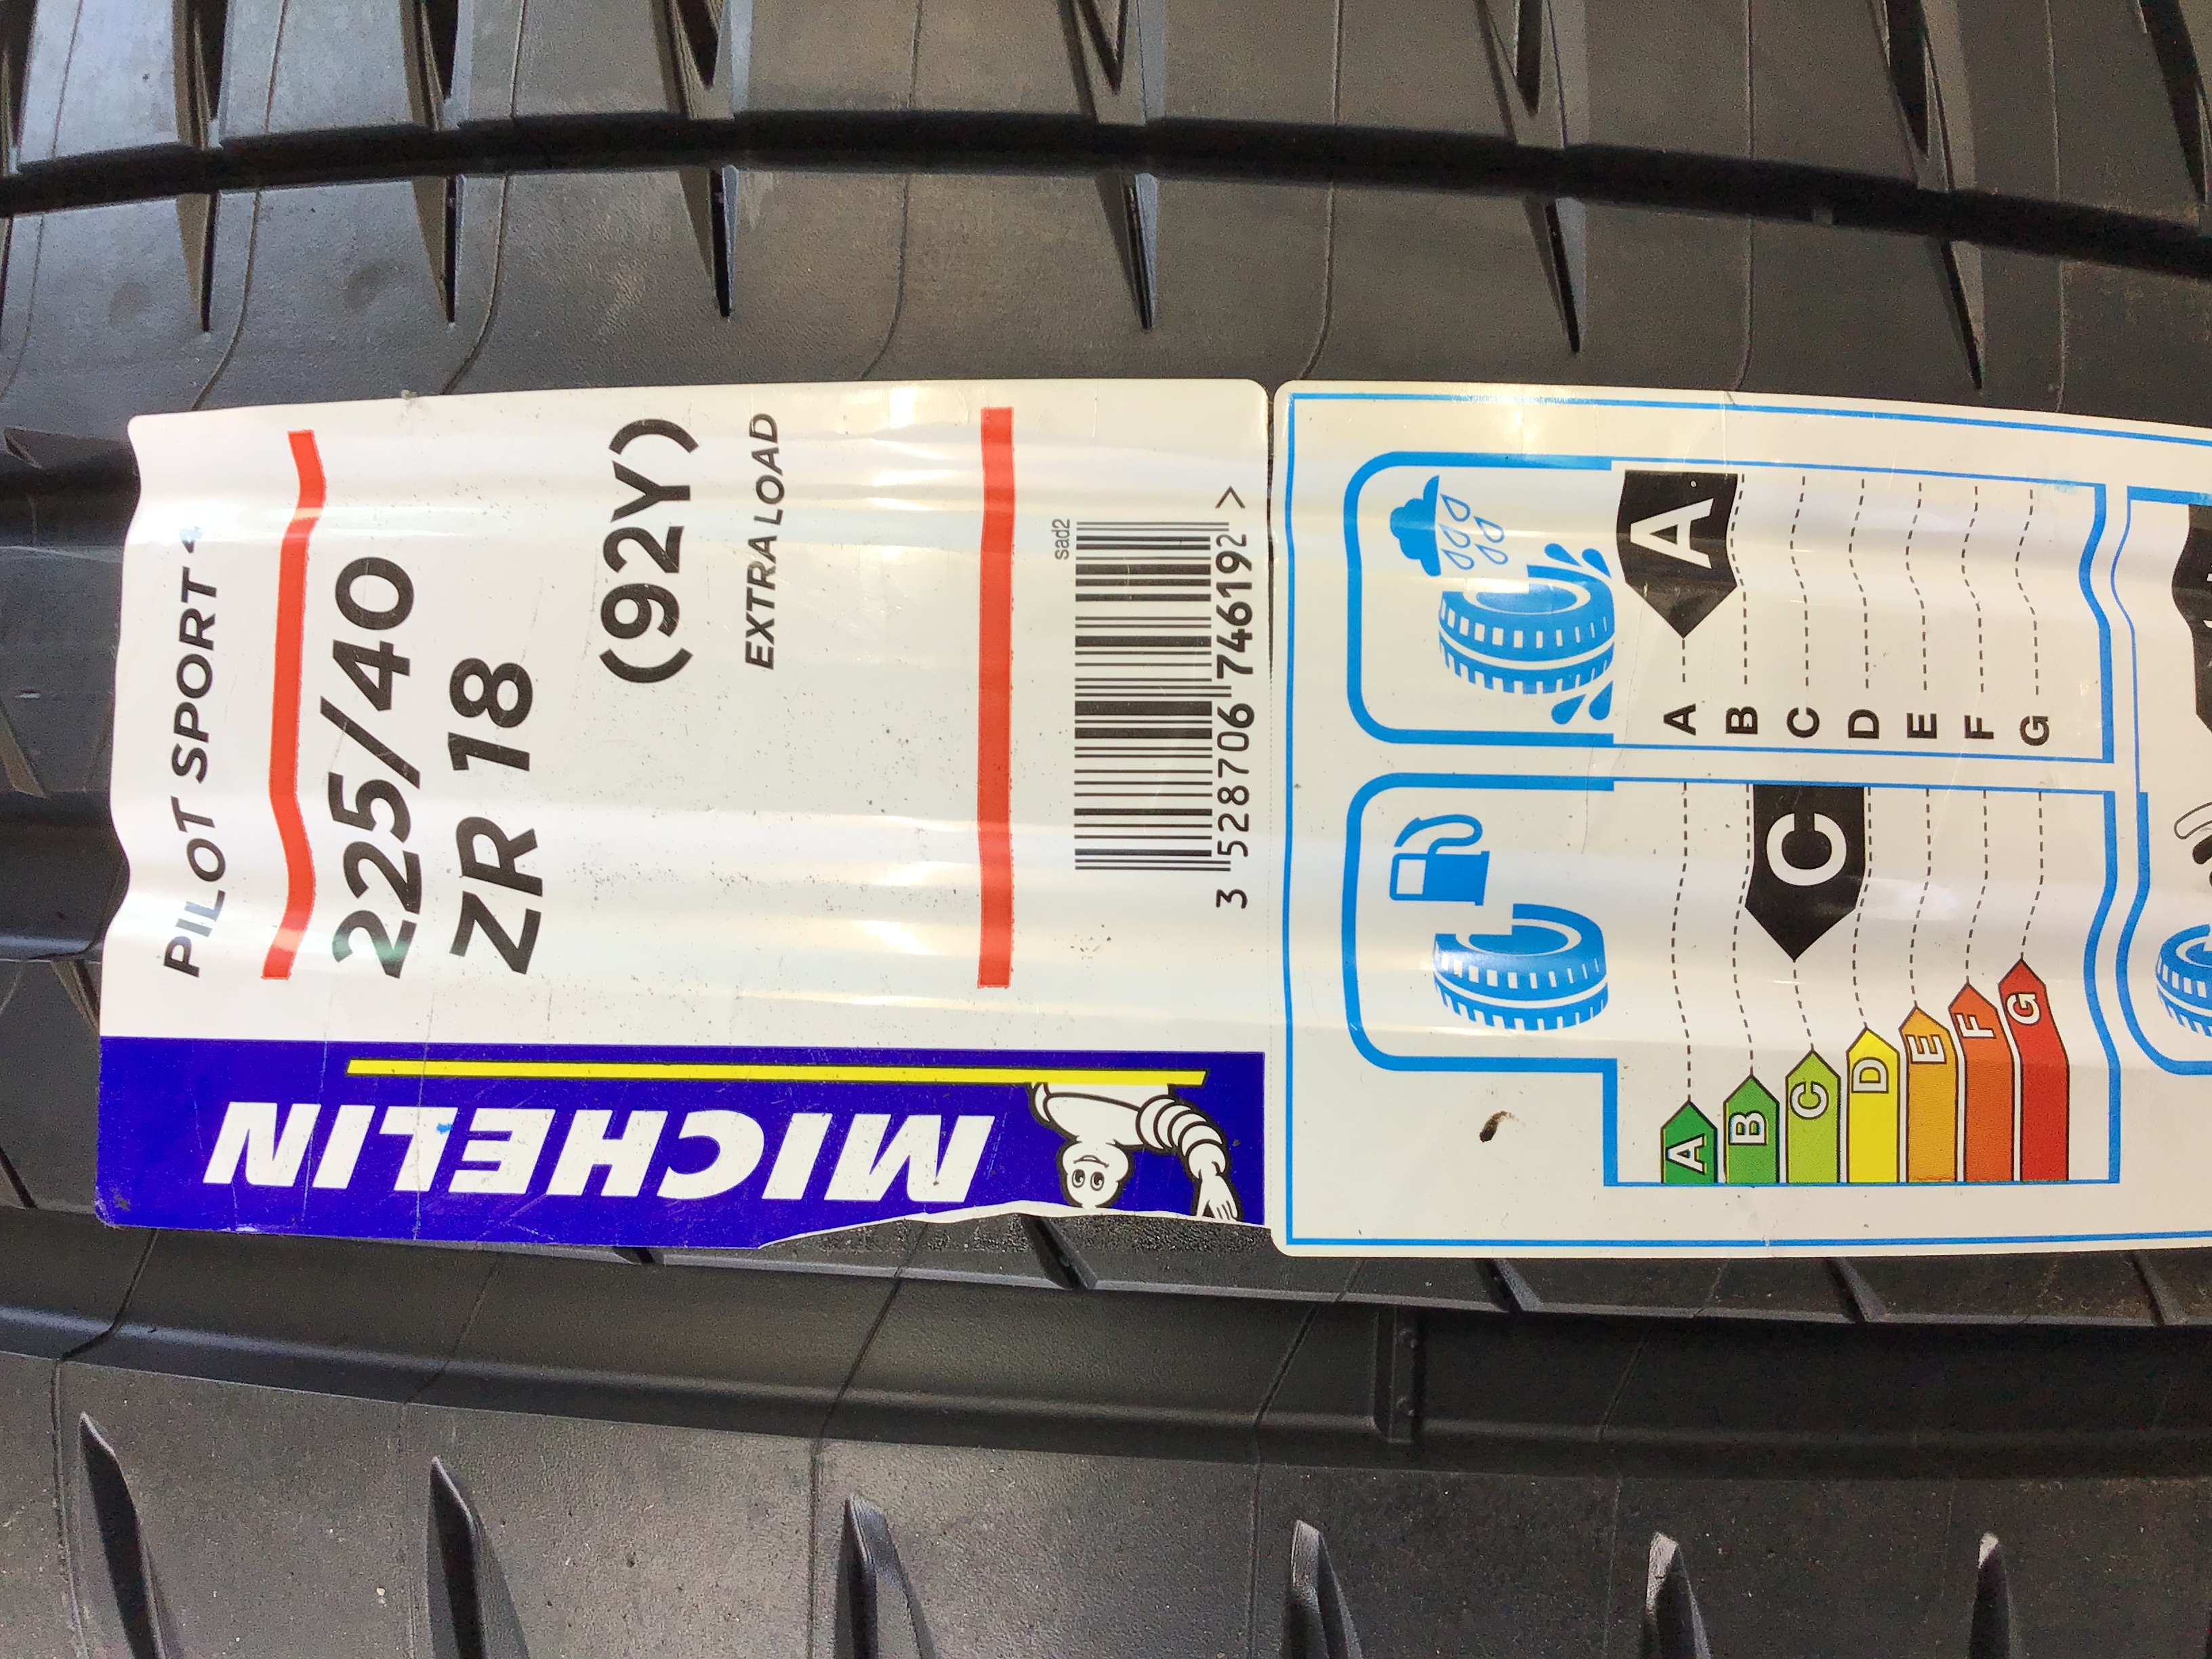 MICHELIN
PILOT SPORT 4
225/40
ZR 18
(92Y)
EXTRA LOAD
sad2
3 528706 746192 >
A
B
C
D
E
F
G
C
A
A
B
C
D
E
F
G